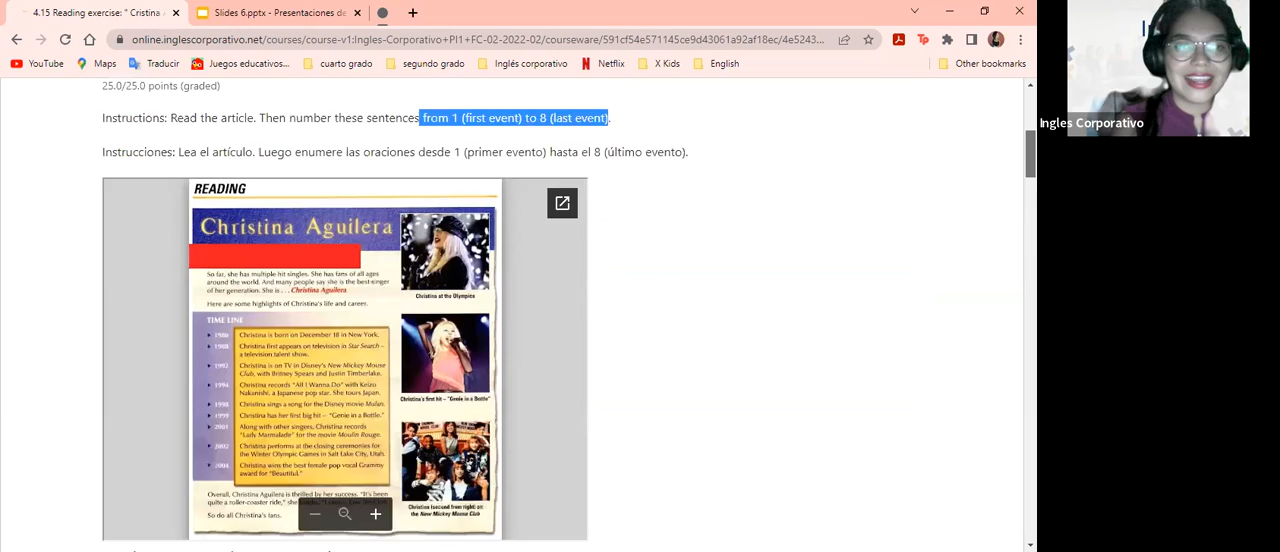 4.15 Reading exercise: " Cristina
Slides 6.pptx - Presentaciones de
online.inglescorporativo.net/courses/course-v1:Ingles-Corporativo+PI1+FC-02-2022-02/courseware/591cf54e571145ce9d43061a92af18ec/4e5243...
YouTube
Maps
Traducir
Juegos educativos...
cuarto grado
segundo grado
Inglés corporativo
Netflix
X Kids
English
Other bookmarks
25.0/25.0 points (graded)
Instructions: Read the article. Then number these sentences from 1 (first event) to 8 (last event).
Instrucciones: Lea el artículo. Luego enumere las oraciones desde 1 (primer evento) hasta el 8 (último evento).
READING
Christina Aguilera
So far, she has multiple hit singles. She has fans of all ages
around the world. And many people say she is the best singer
of her generation. She is . . . Christina Aguilera
Here are some highlights of Christina's life and career.
Christina at the Olympics
TIME LINE
1980 Christina is born on December 18 in New York.
1988 Christina first appears on television in Star Search –
a television talent show.
1992 Christina is on TV in Disney's New Mickey Mouse
Club, with Britney Spears and Justin Timberlake.
1994 Christina records "All I Wanna Do" with Keizo
Nakanishi, a Japanese pop star. She tours Japan.
1998 Christina sings a song for the Disney movie Mulan.
1999 Christina has her first big hit – "Genie in a Bottle."
2001 Along with other singers, Christina records
"Lady Marmalade" for the movie Moulin Rouge.
2002 Christina performs at the closing ceremonies for
the Winter Olympic Games in Salt Lake City, Utah.
2004 Christina wins the best female pop vocal Grammy
award for "Beautiful."
Christina's first hit – "Genie in a Bottle"
Overall, Christina Aguilera is thrilled by her success. "It's been
quite a roller-coaster ride," she
So do all Christina's fans.
Christina (second from right) on
the New Mickey Mouse Club
Ingles Corporativo